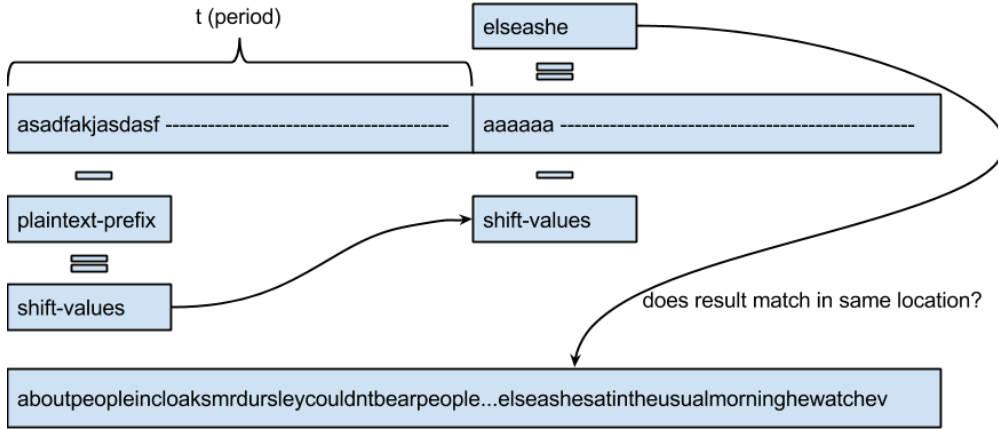 t (period)
elseashe
asadfakjasdasf ----------------------------------------
aaaaaa --------------------------------------------------
plaintext-prefix
shift-values
shift-values
does result match in same location?
aboutpeopleincloaksmrdursleycouldntbearpeople...elseashesatintheusualmorninghewatchev